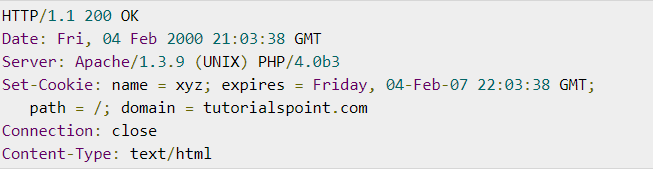 HTTP/1.1 200 OK
Date: Fri, 04 Feb 2000 21:03:38 GMT
Server: Apache/1.3.9 (UNIX) PHP/4.0b3
Set-Cookie: name = xyz; expires = Friday, 04-Feb-07 22:03:38 GMT;
path = /; domain = tutorialspoint.com
Connection: close
Content-Type: text/html